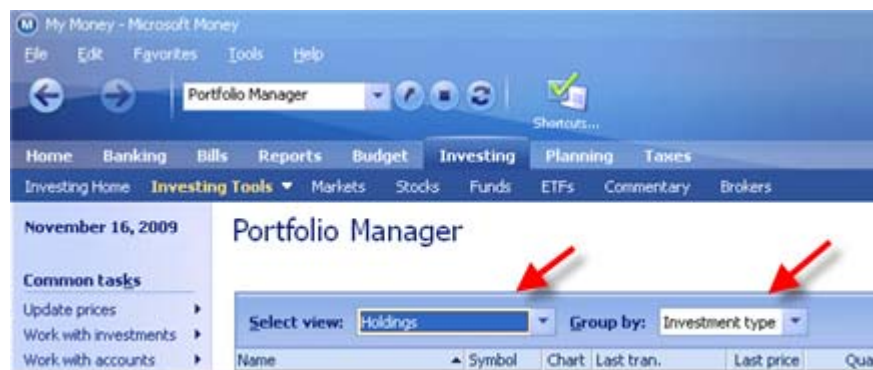 My Money - Microsoft Money
File Edit Favorites Tools Help
Portfolio Manager
Shortcuts...
Home Banking Bills Reports Budget Investing Planning Taxes
Investing Home Investing Tools Markets Stocks Funds ETFs Commentary Brokers
November 16, 2009
Portfolio Manager
Common tasks
Update prices
Select view: Holdings Group by: Investment type
Work with investments
Work with accounts
Name Symbol Chart Last tran. Last price Qua